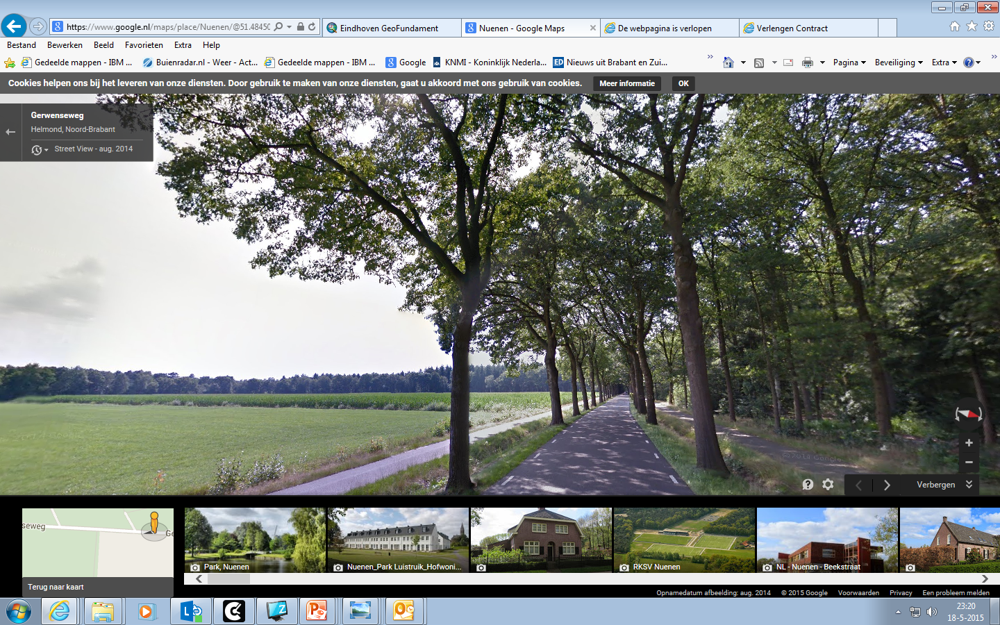 https://www.google.nl/maps/place/Nuenen/@51.4845
Eindhoven GeoFundament
Nuenen - Google Maps
De webpagina is verlopen
Verlengen Contract
Bestand Bewerken Beeld Favorieten Extra Help
Gedeelde mappen - IBM ... Buienradar.nl - Weer - Act... Gedeelde mappen - IBM ... Google KNMI - Koninklijk Nederla... ED Nieuws uit Brabant en Zui... Pagina Beveiliging Extra
Cookies helpen ons bij het leveren van onze diensten. Door gebruik te maken van onze diensten, gaat u akkoord met ons gebruik van cookies. Meer informatie OK
Gerwenseweg
Helmond, Noord-Brabant
Street View - aug. 2014
© 2014 Google
Verbergen
seweg
Ge
Terug naar kaart
Park, Nuenen
Nuenen_Park Luistruik_Hofwoni...
RKSV Nuenen
NL - Nuenen - Beekstraat
Opnamedatum afbeelding: aug. 2014 © 2015 Google Voorwaarden Privacy Een probleem melden
23:20
18-5-2015